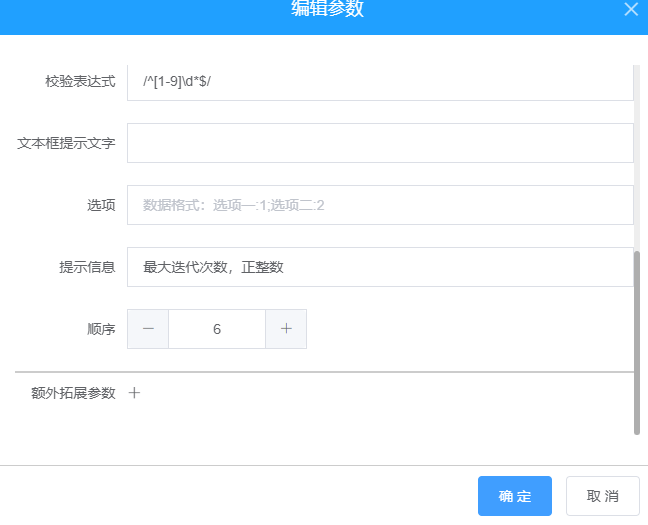 编辑参数
校验表达式 /^[1-9]\d*$/
文本框提示文字
选项 数据格式：选项一:1;选项二:2
提示信息 最大迭代次数，正整数
顺序 6
额外拓展参数
确 定 取 消